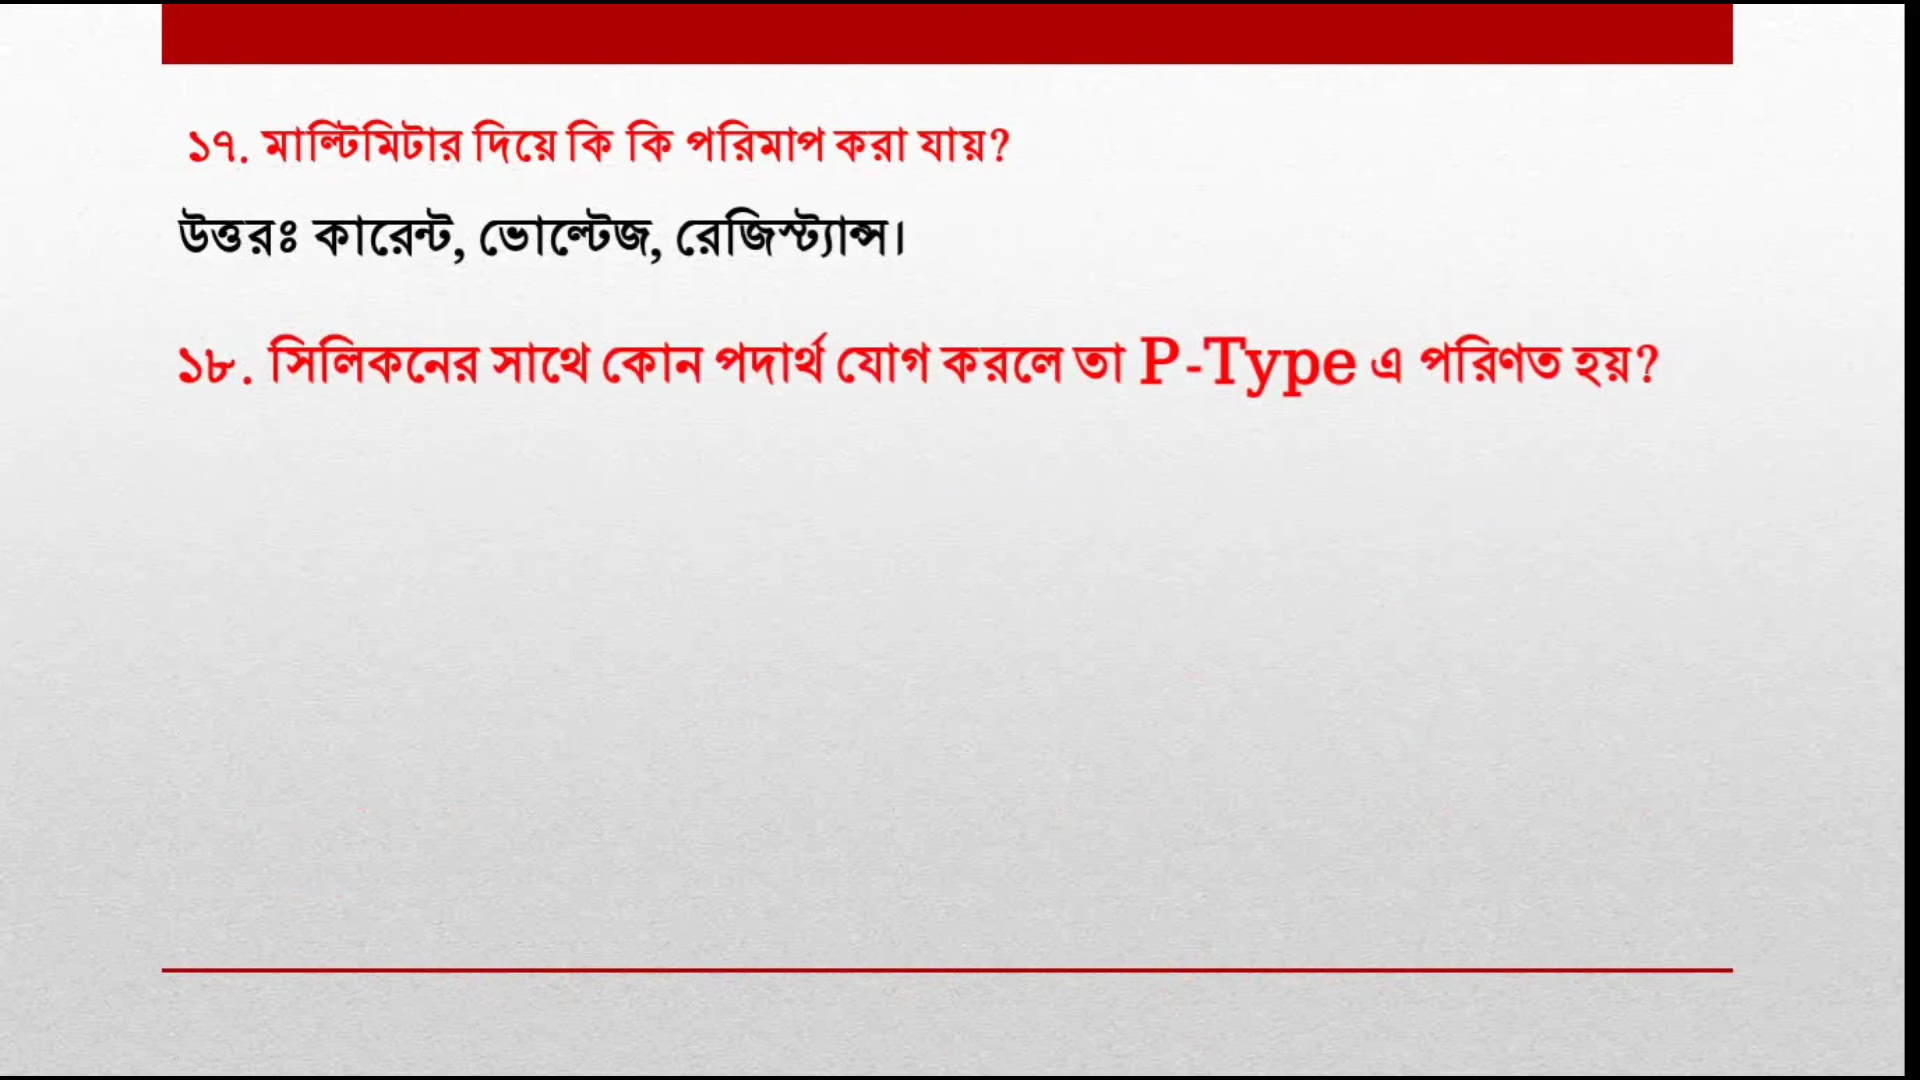 ১৭. মাল্টিমিটার দিয়ে কি কি পরিমাপ করা যায়?
উত্তরঃ কারেন্ট, ভোল্টেজ, রেজিস্ট্যান্স।
১৮. সিলিকনের সাথে কোন পদার্থ যোগ করলে তা P-Type এ পরিণত হয়?